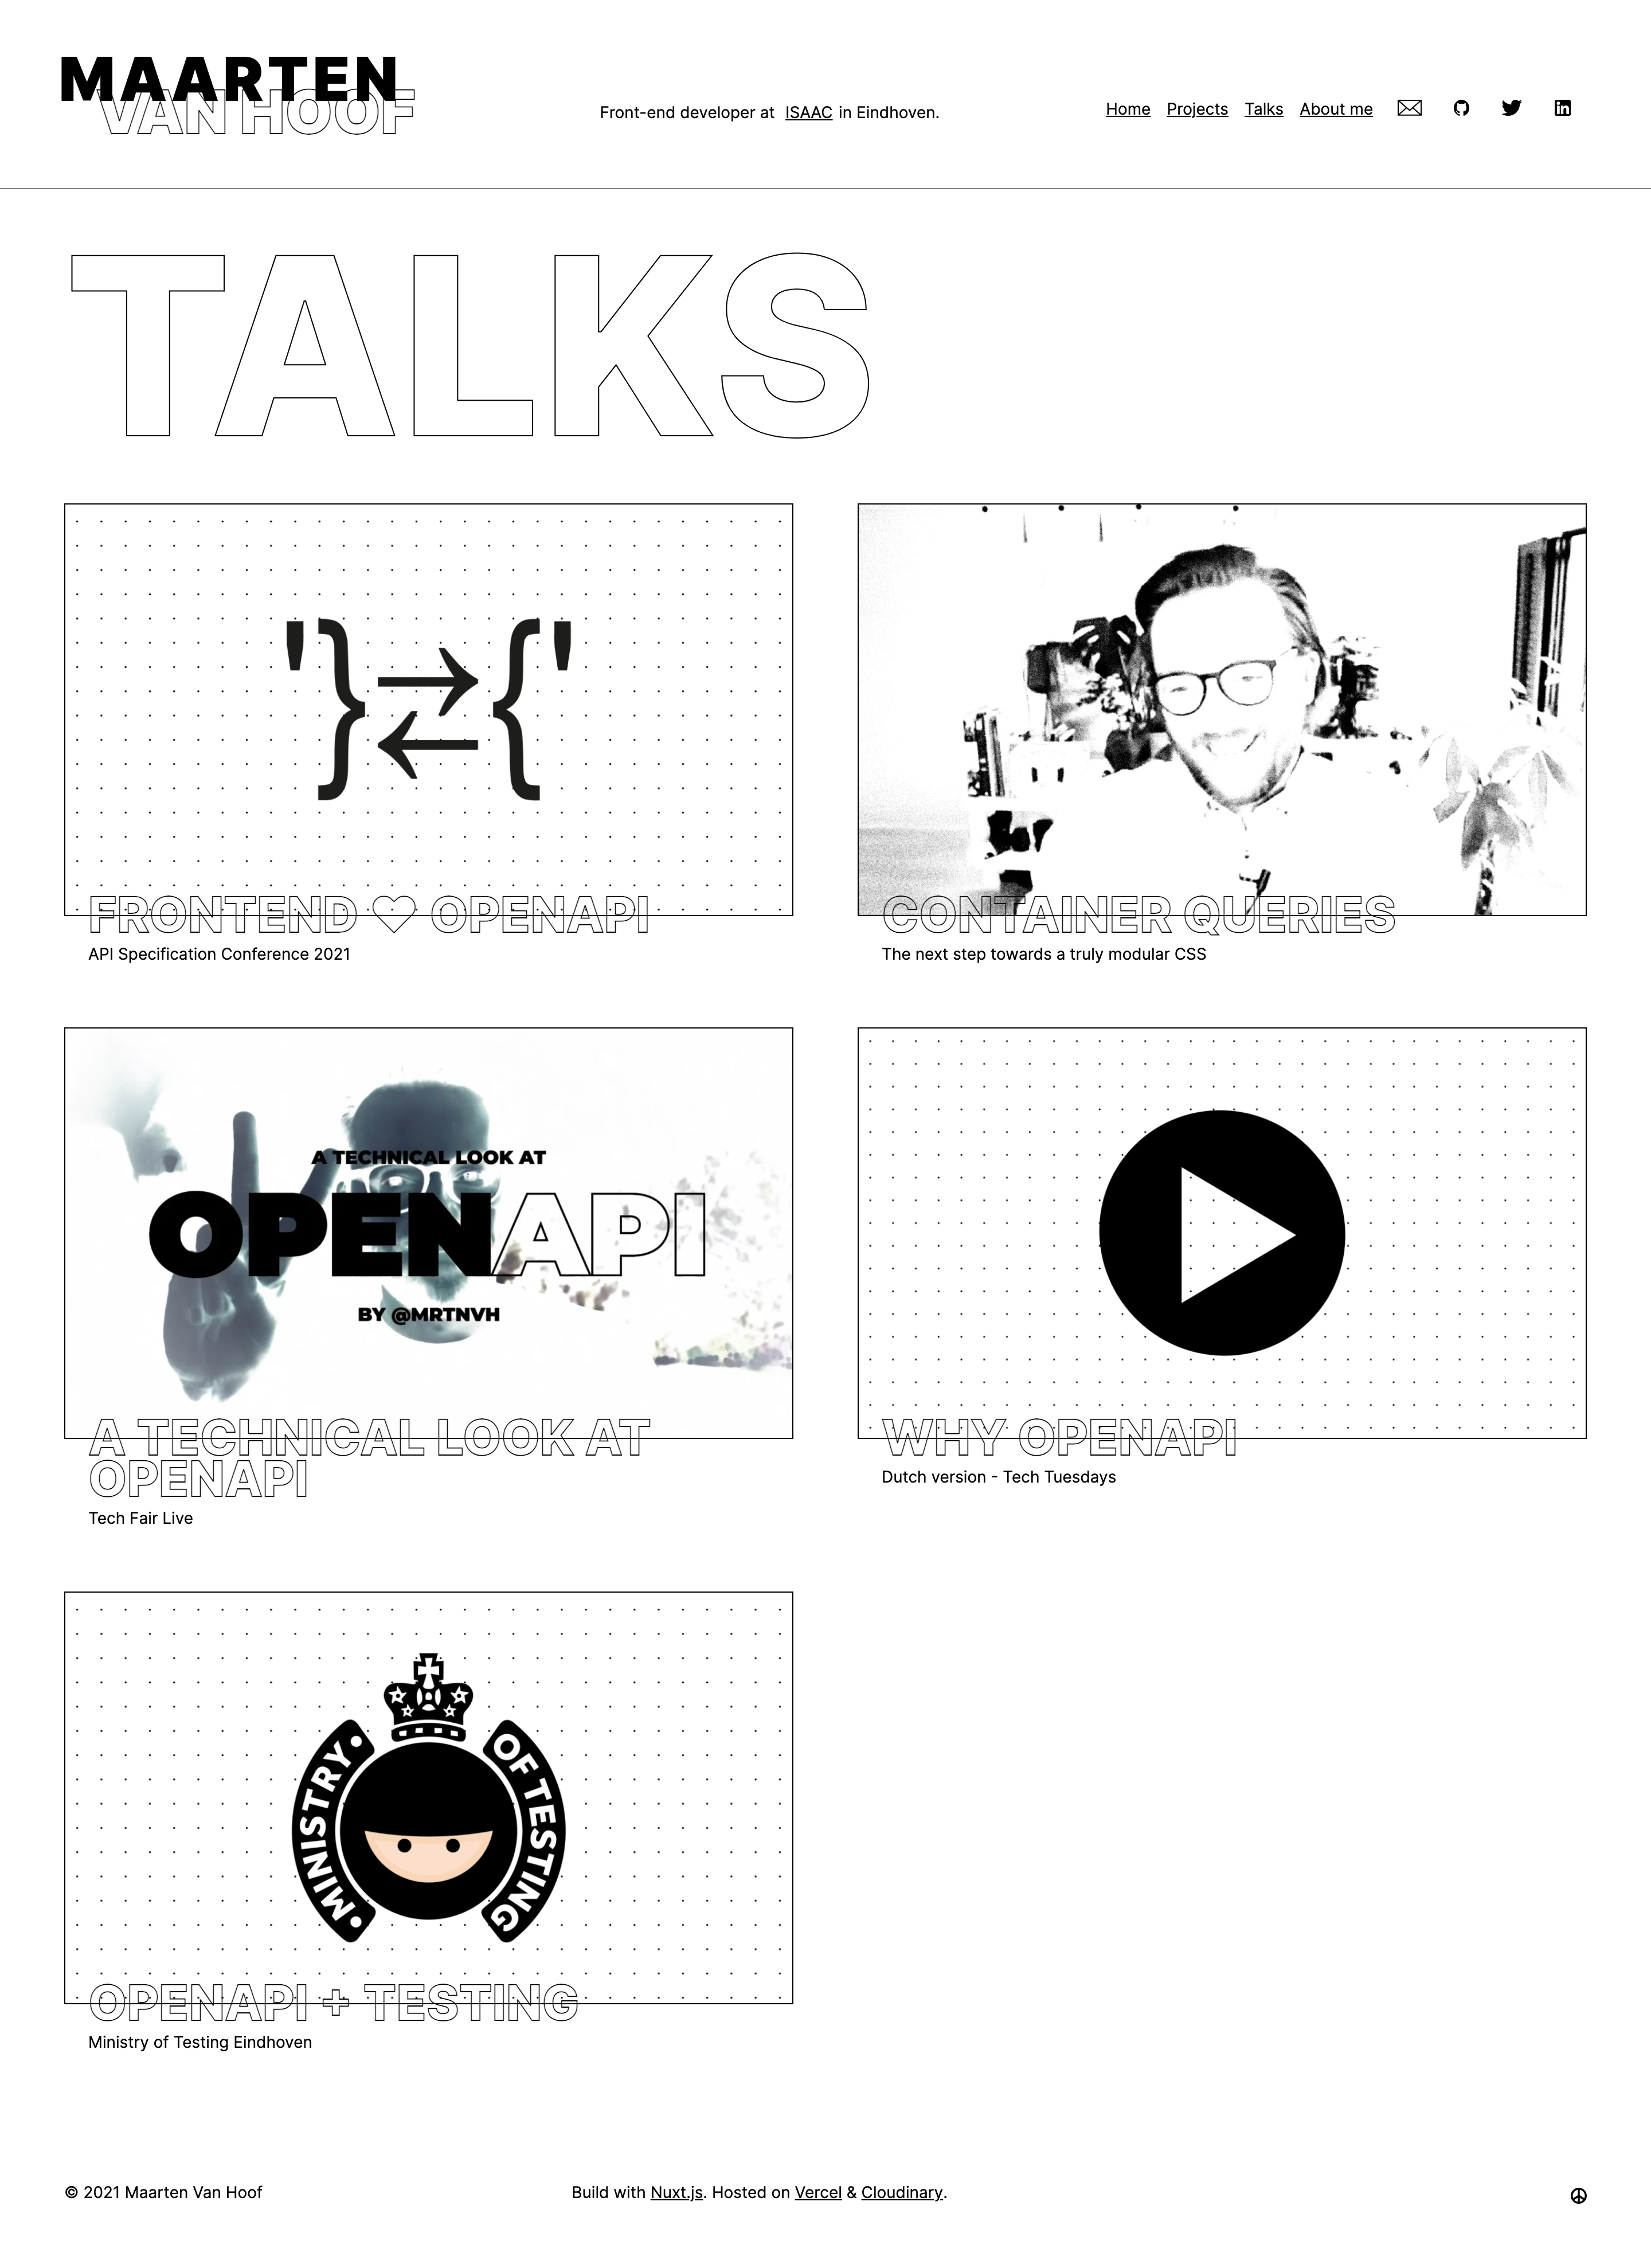 MAARTEN
VAN HOOF
Front-end developer at ISAAC in Eindhoven.
Home Projects Talks About me
TALKS
'}⇄{'
FRONTEND ♡ OPENAPI
API Specification Conference 2021
CONTAINER QUERIES
The next step towards a truly modular CSS
A TECHNICAL LOOK AT
OPENAPI
BY @MRTNVH
A TECHNICAL LOOK AT
OPENAPI
Tech Fair Live
WHY OPENAPI
Dutch version - Tech Tuesdays
• MINISTRY •
OF TESTING
OPENAPI + TESTING
Ministry of Testing Eindhoven
© 2021 Maarten Van Hoof
Build with Nuxt.js. Hosted on Vercel & Cloudinary.